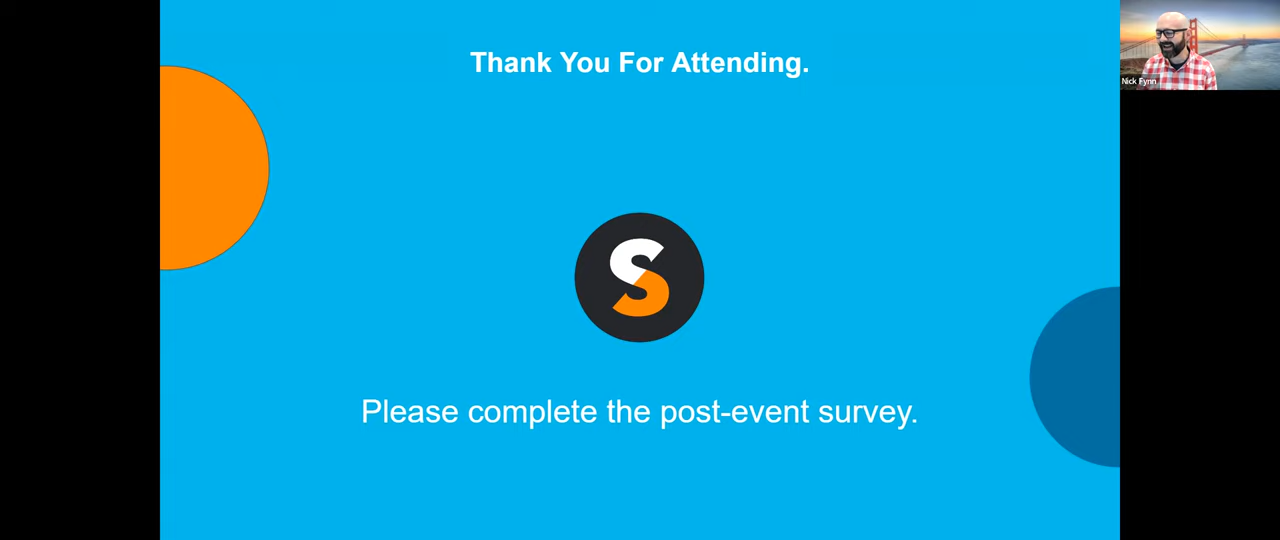 Thank You For Attending.
Nick Fynn
S
Please complete the post-event survey.